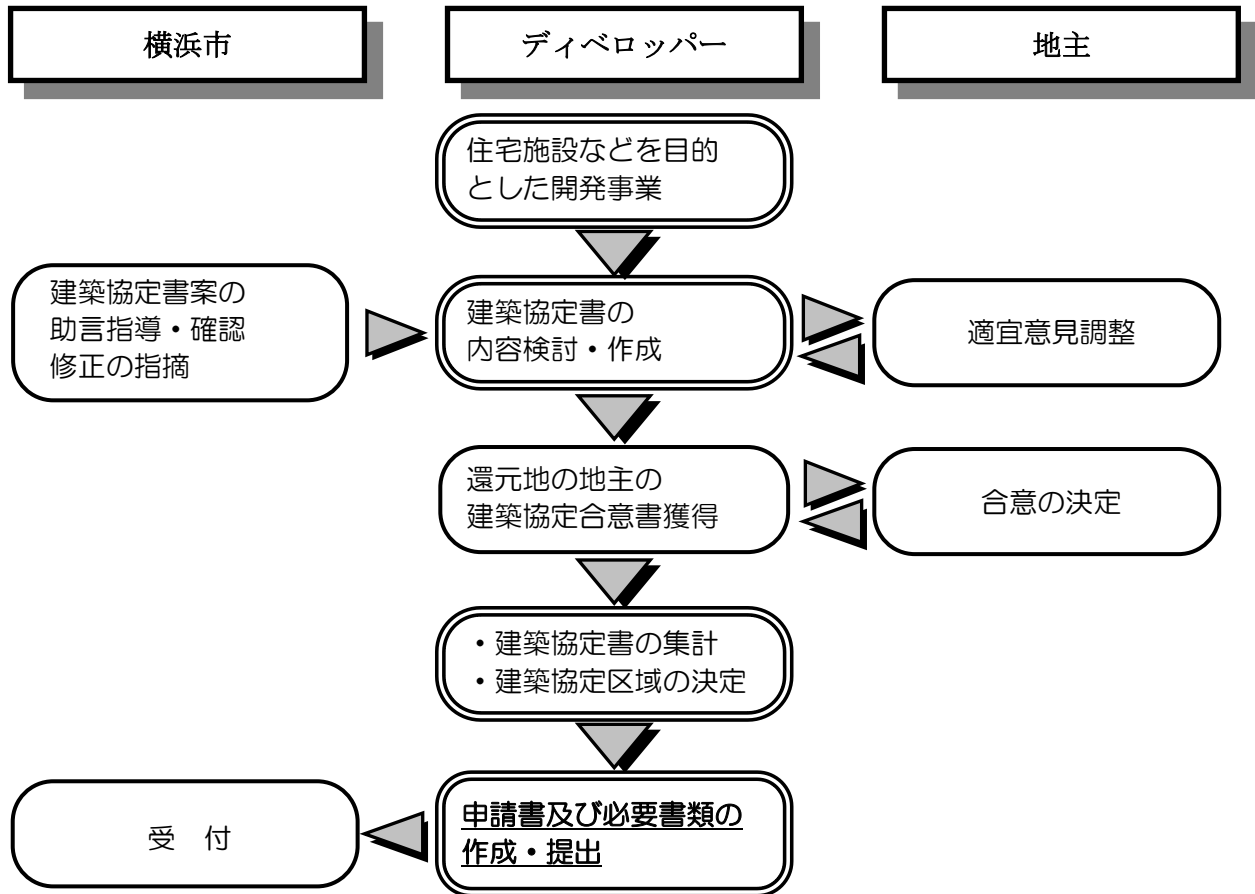 横浜市
ディベロッパー
地主
住宅施設などを目的
とした開発事業
建築協定書案の
助言指導・確認
修正の指摘
建築協定書の
内容検討・作成
適宜意見調整
還元地の地主の
建築協定合意書獲得
合意の決定
・建築協定書の集計
・建築協定区域の決定
受　付
申請書及び必要書類の
作成・提出